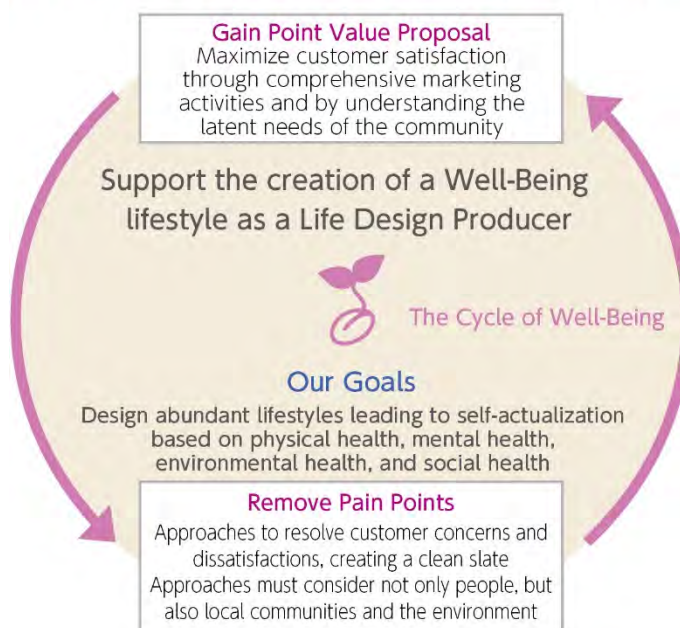 Gain Point Value Proposal
Maximize customer satisfaction
through comprehensive marketing
activities and by understanding the
latent needs of the community
Support the creation of a Well-Being
lifestyle as a Life Design Producer
The Cycle of Well-Being
Our Goals
Design abundant lifestyles leading to self-actualization
based on physical health, mental health,
environmental health, and social health
Remove Pain Points
Approaches to resolve customer concerns and
dissatisfactions, creating a clean slate
Approaches must consider not only people, but
also local communities and the environment